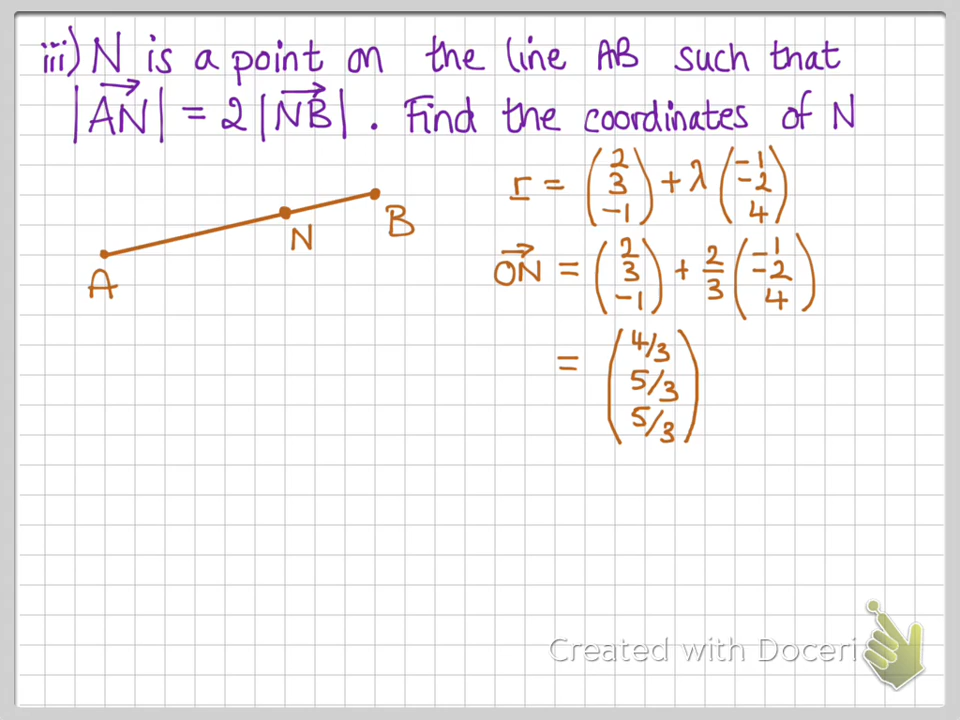 iii) N is a point on the line AB such that
|AN| = 2|NB|. Find the coordinates of N
r = (2 3 -1) + λ(-1 -2 4)
ON = (2 3 -1) + 2/3 (-1 -2 4)
= (4/3 5/3 5/3)
A
N
B
Created with Doceri